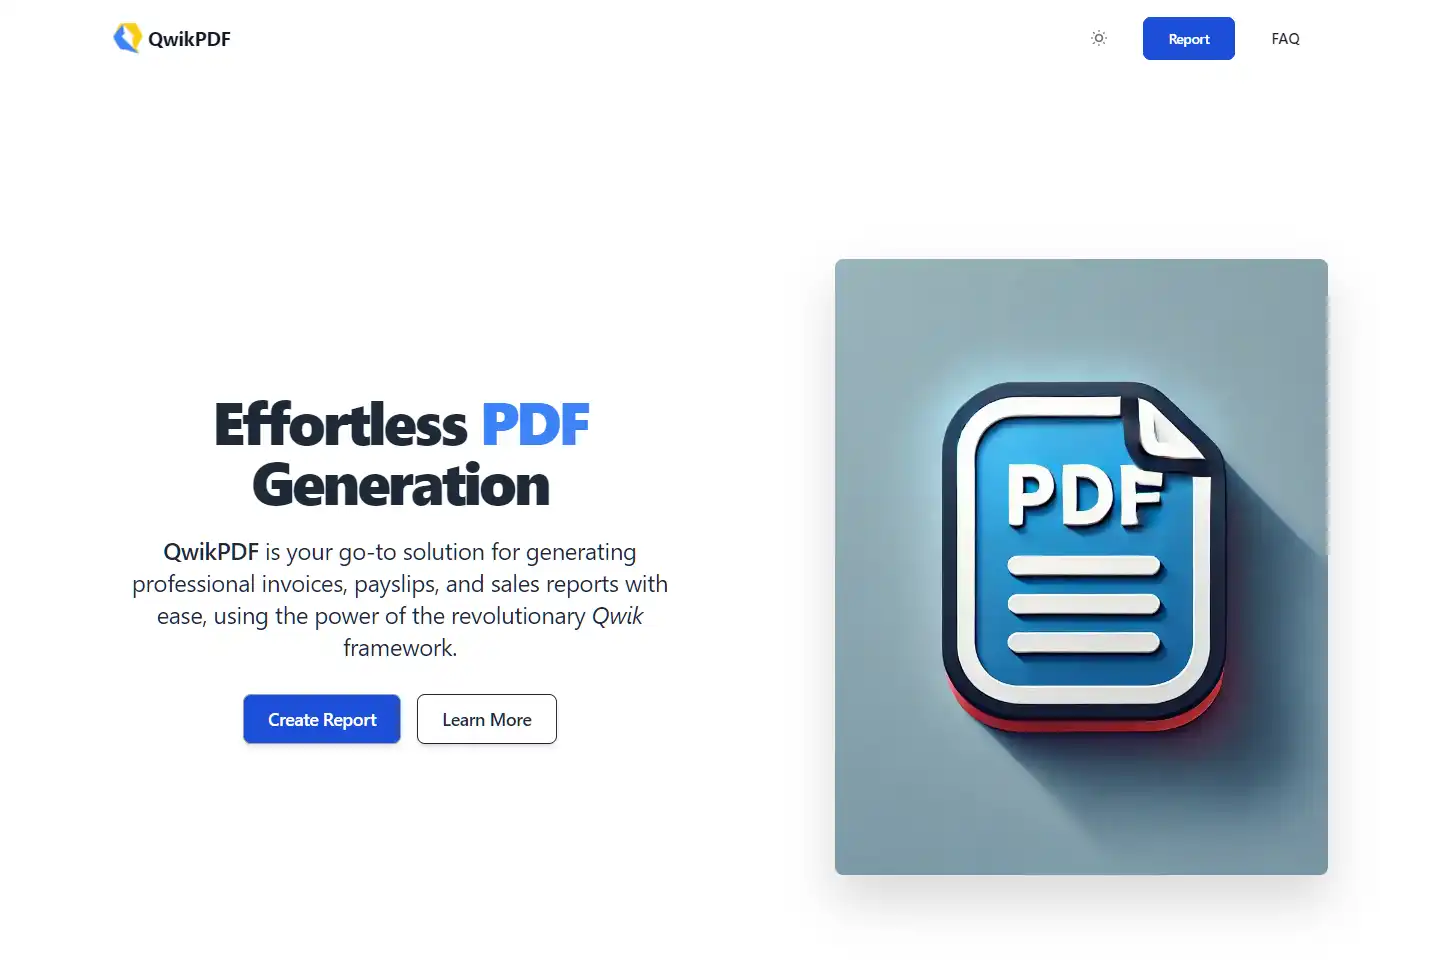 QwikPDF
Report
FAQ
Effortless PDF
Generation
QwikPDF is your go-to solution for generating
professional invoices, payslips, and sales reports with
ease, using the power of the revolutionary Qwik
framework.
Create Report
Learn More
PDF